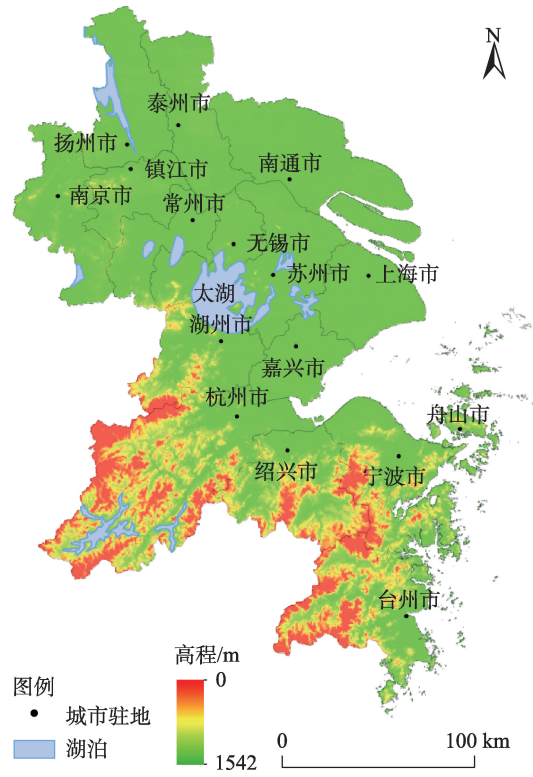 N
泰州市
扬州市
镇江市
南通市
南京市
常州市
无锡市
苏州市
上海市
太湖
湖州市
嘉兴市
杭州市
舟山市
绍兴市
宁波市
台州市
高程/m
0
1542
图例
城市驻地
湖泊
0 100 km